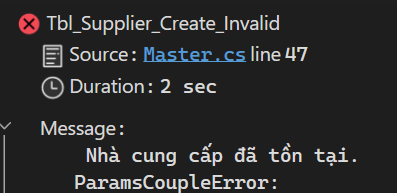 Tbl_Supplier_Create_Invalid
Source: Master.cs line 47
Duration: 2 sec
Message:
Nhà cung cấp đã tồn tại.
ParamsCoupleError: